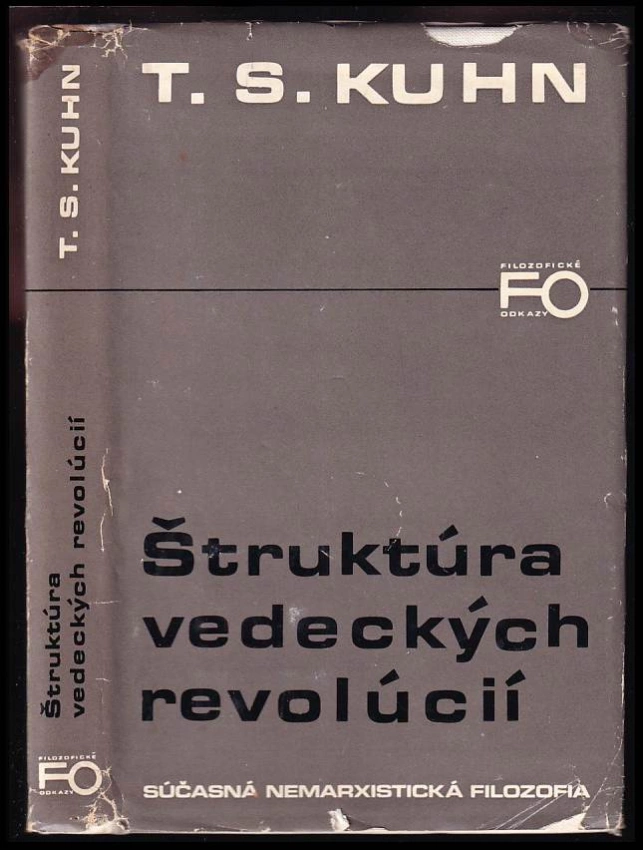 T. S. KUHN
FILOZOFICKÉ
FO
ODKAZY
Štruktúra
vedeckých
revolúcií
SÚČASNÁ NEMARXISTICKÁ FILOZOFIA
T. S. KUHN
Štruktúra
vedeckých revolúcií
FILOZOFICKÉ
FO
ODKAZY